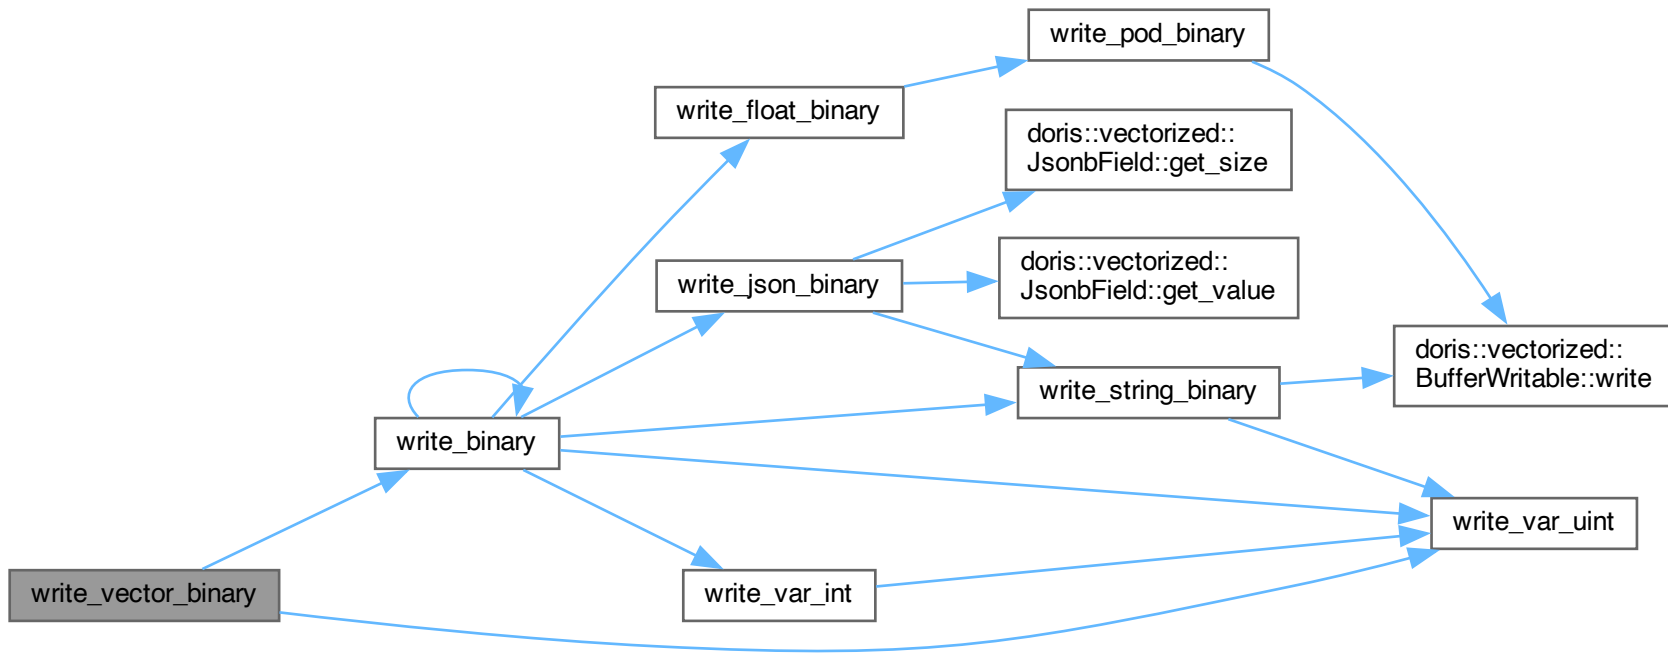 write_pod_binary
write_float_binary
doris::vectorized::
JsonbField::get_size
write_json_binary
doris::vectorized::
JsonbField::get_value
doris::vectorized::
BufferWritable::write
write_string_binary
write_binary
write_var_uint
write_vector_binary
write_var_int